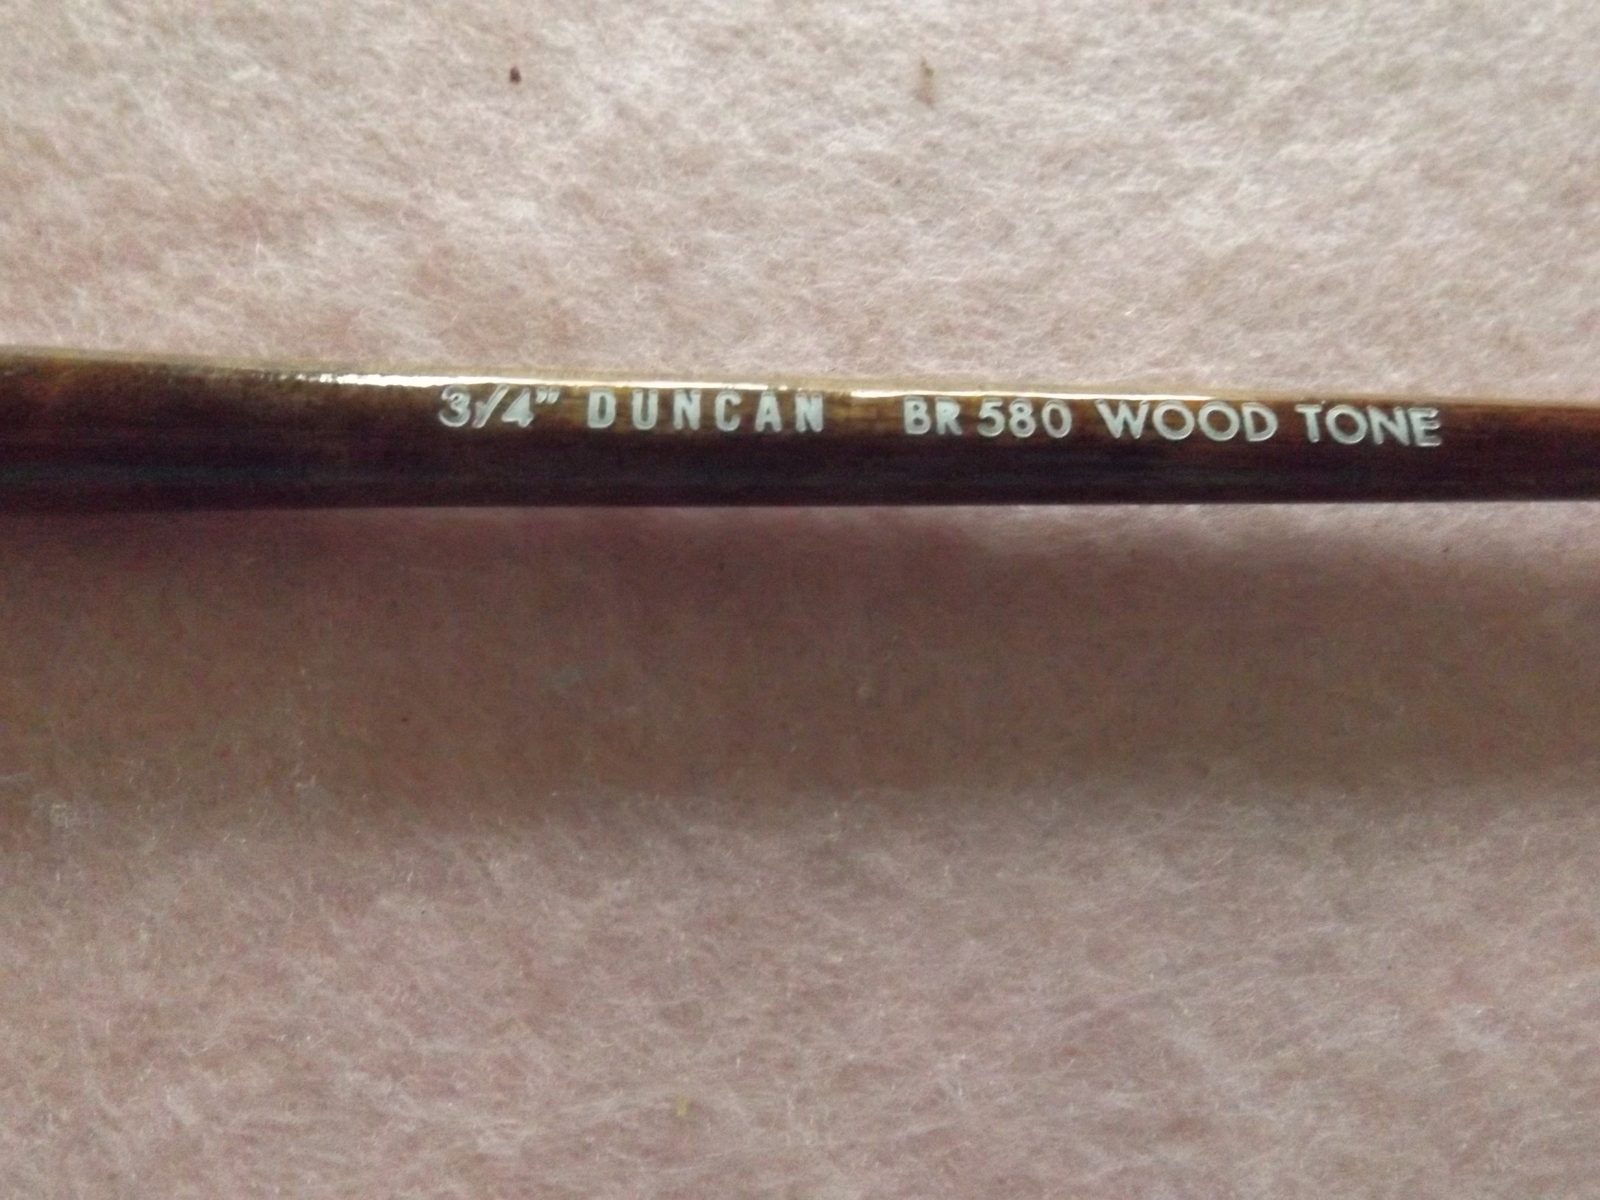 3/4" DUNCAN BR 580 WOOD TONE